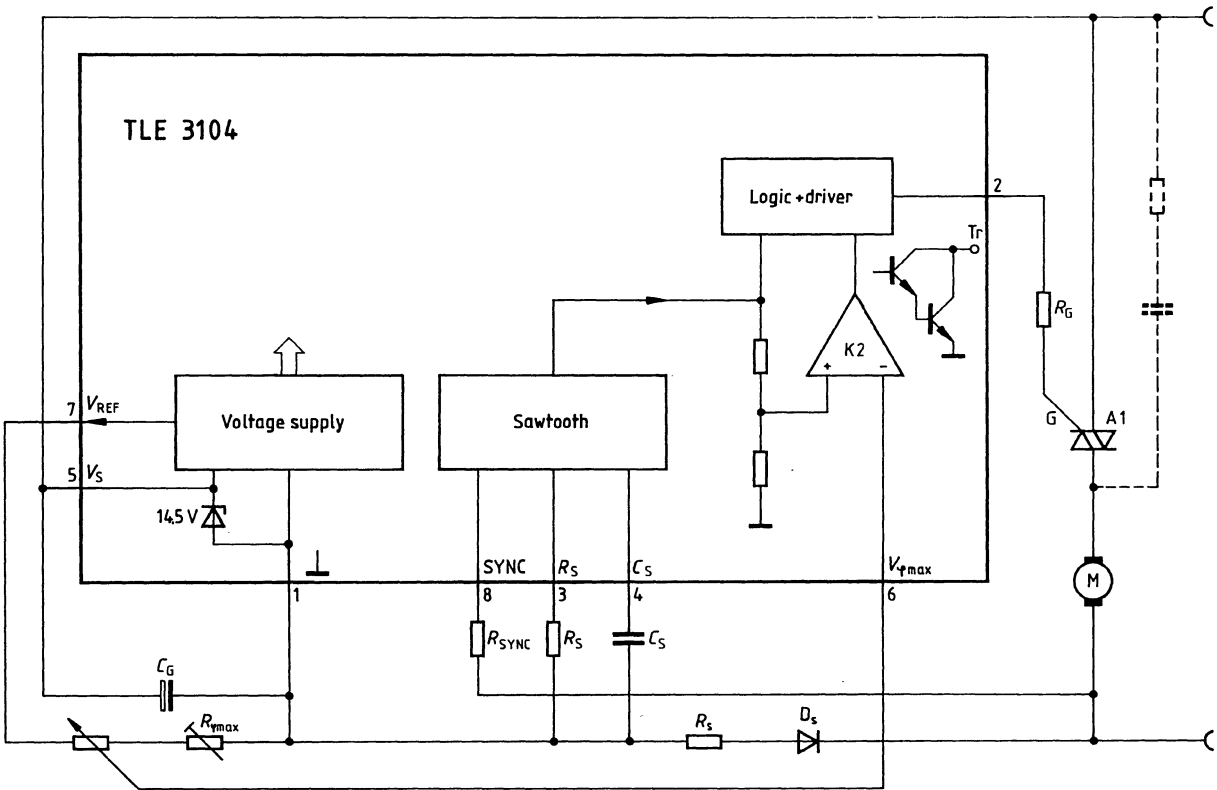 TLE 3104
Logic + driver
2
Tr
R_G
K2
+ -
7 V_REF
Voltage supply
Sawtooth
G A1
5 V_S
14,5 V
SYNC R_S C_S V_φmax
1 8 3 4 6
M
R_SYNC R_S C_S
C_G
R_φmax
R_s D_s